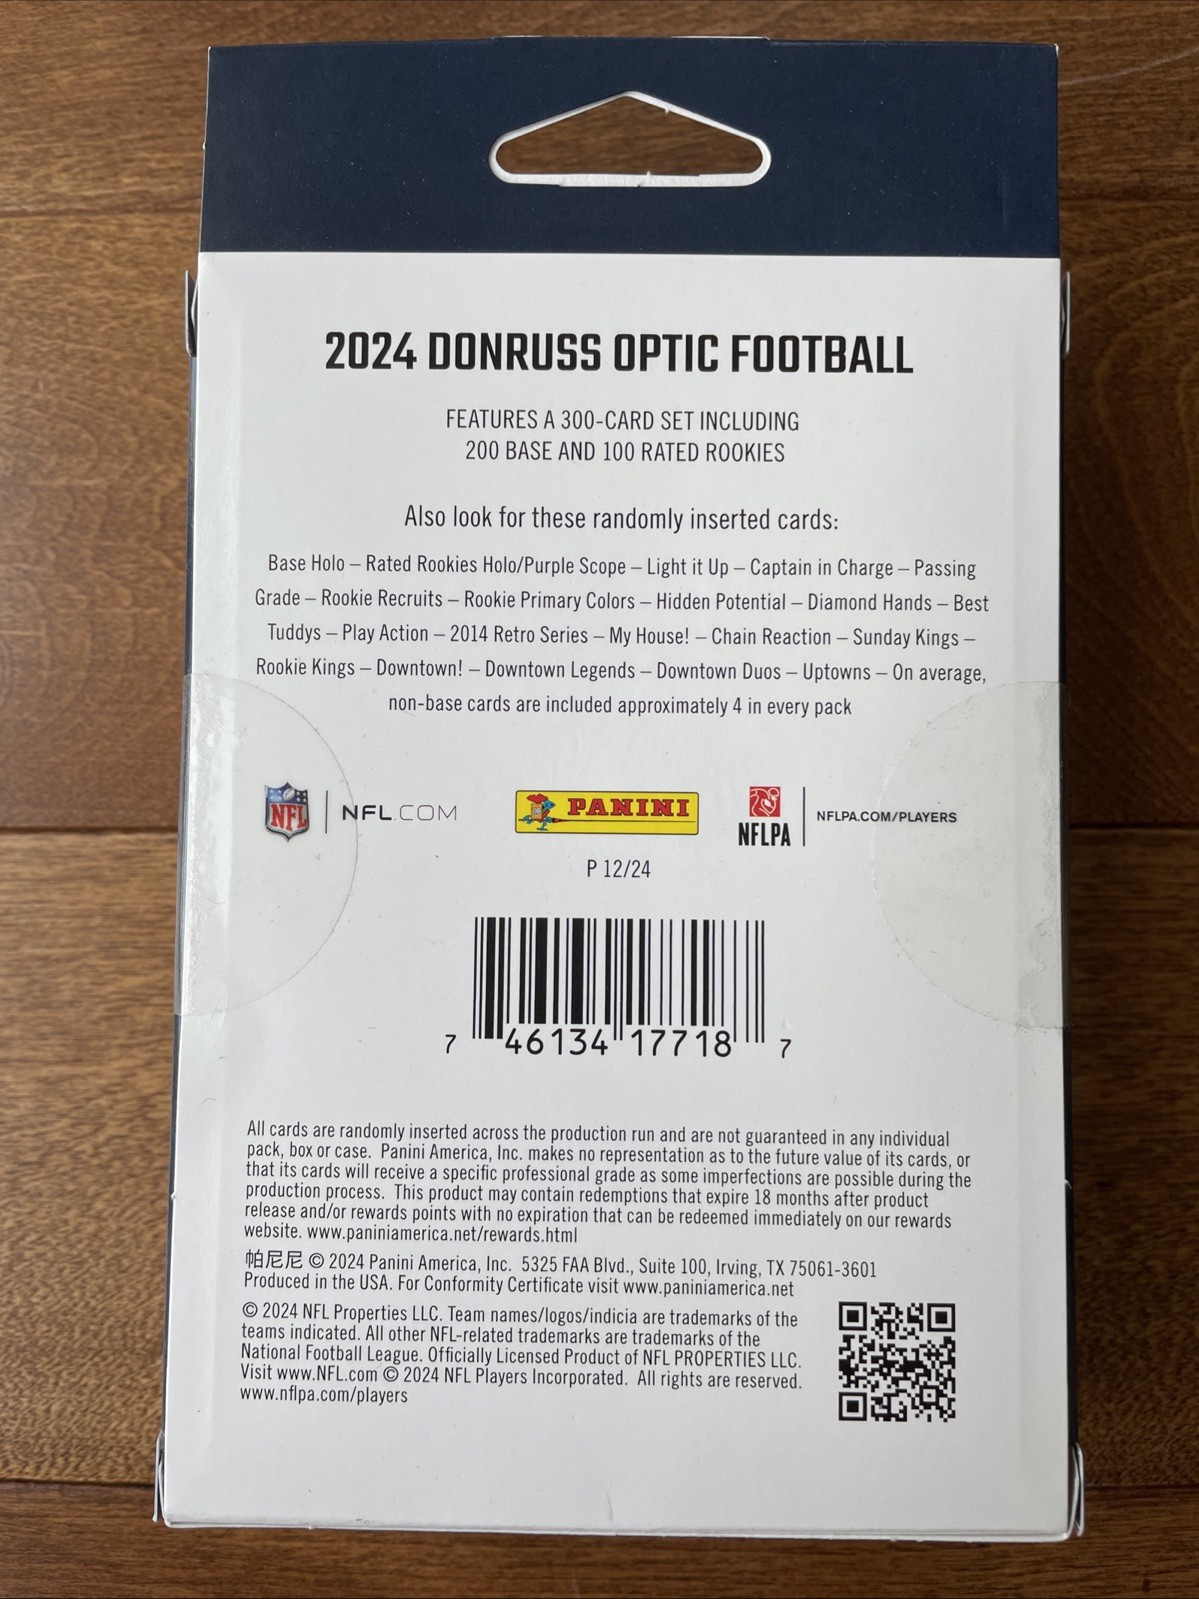 2024 DONRUSS OPTIC FOOTBALL
FEATURES A 300-CARD SET INCLUDING
200 BASE AND 100 RATED ROOKIES
Also look for these randomly inserted cards:
Base Holo – Rated Rookies Holo/Purple Scope – Light it Up – Captain in Charge – Passing
Grade – Rookie Recruits – Rookie Primary Colors – Hidden Potential – Diamond Hands – Best
Tuddys – Play Action – 2014 Retro Series – My House! – Chain Reaction – Sunday Kings –
Rookie Kings – Downtown! – Downtown Legends – Downtown Duos – Uptowns – On average,
non-base cards are included approximately 4 in every pack
NFL | NFL.COM
PANINI
NFLPA | NFLPA.COM/PLAYERS
P 12/24
7 46134 17718 7
All cards are randomly inserted across the production run and are not guaranteed in any individual
pack, box or case. Panini America, Inc. makes no representation as to the future value of its cards, or
that its cards will receive a specific professional grade as some imperfections are possible during the
production process. This product may contain redemptions that expire 18 months after product
release and/or rewards points with no expiration that can be redeemed immediately on our rewards
website. www.paniniamerica.net/rewards.html
帕尼尼 © 2024 Panini America, Inc. 5325 FAA Blvd., Suite 100, Irving, TX 75061-3601
Produced in the USA. For Conformity Certificate visit www.paniniamerica.net
© 2024 NFL Properties LLC. Team names/logos/indicia are trademarks of the
teams indicated. All other NFL-related trademarks are trademarks of the
National Football League. Officially Licensed Product of NFL PROPERTIES LLC.
Visit www.NFL.com © 2024 NFL Players Incorporated. All rights are reserved.
www.nflpa.com/players